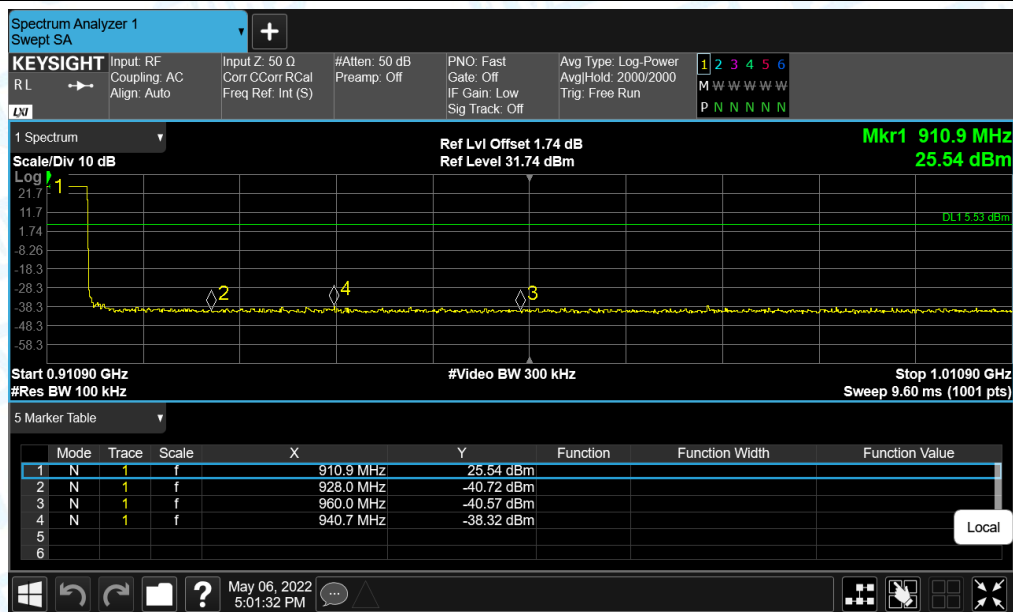 Spectrum Analyzer 1
Swept SA
+
KEYSIGHT
RL
LXI
Input: RF
Coupling: AC
Align: Auto
Input Z: 50 Ω
Corr CCorr RCal
Freq Ref: Int (S)
#Atten: 50 dB
Preamp: Off
PNO: Fast
Gate: Off
IF Gain: Low
Sig Track: Off
Avg Type: Log-Power
Avg|Hold: 2000/2000
Trig: Free Run
1 2 3 4 5 6
M W W W W W
P N N N N N
1 Spectrum
Scale/Div 10 dB
Ref Lvl Offset 1.74 dB
Ref Level 31.74 dBm
Mkr1 910.9 MHz
25.54 dBm
Log
1
21.7
11.7
DL1 5.53 dBm
1.74
-8.26
-18.3
-28.3
2
4
3
-38.3
-48.3
-58.3
Start 0.91090 GHz
#Video BW 300 kHz
Stop 1.01090 GHz
#Res BW 100 kHz
Sweep 9.60 ms (1001 pts)
5 Marker Table
Mode Trace Scale X Y Function Function Width Function Value
1 N 1 f 910.9 MHz 25.54 dBm
2 N 1 f 928.0 MHz -40.72 dBm
3 N 1 f 960.0 MHz -40.57 dBm
4 N 1 f 940.7 MHz -38.32 dBm
5
6
Local
?
May 06, 2022
5:01:32 PM